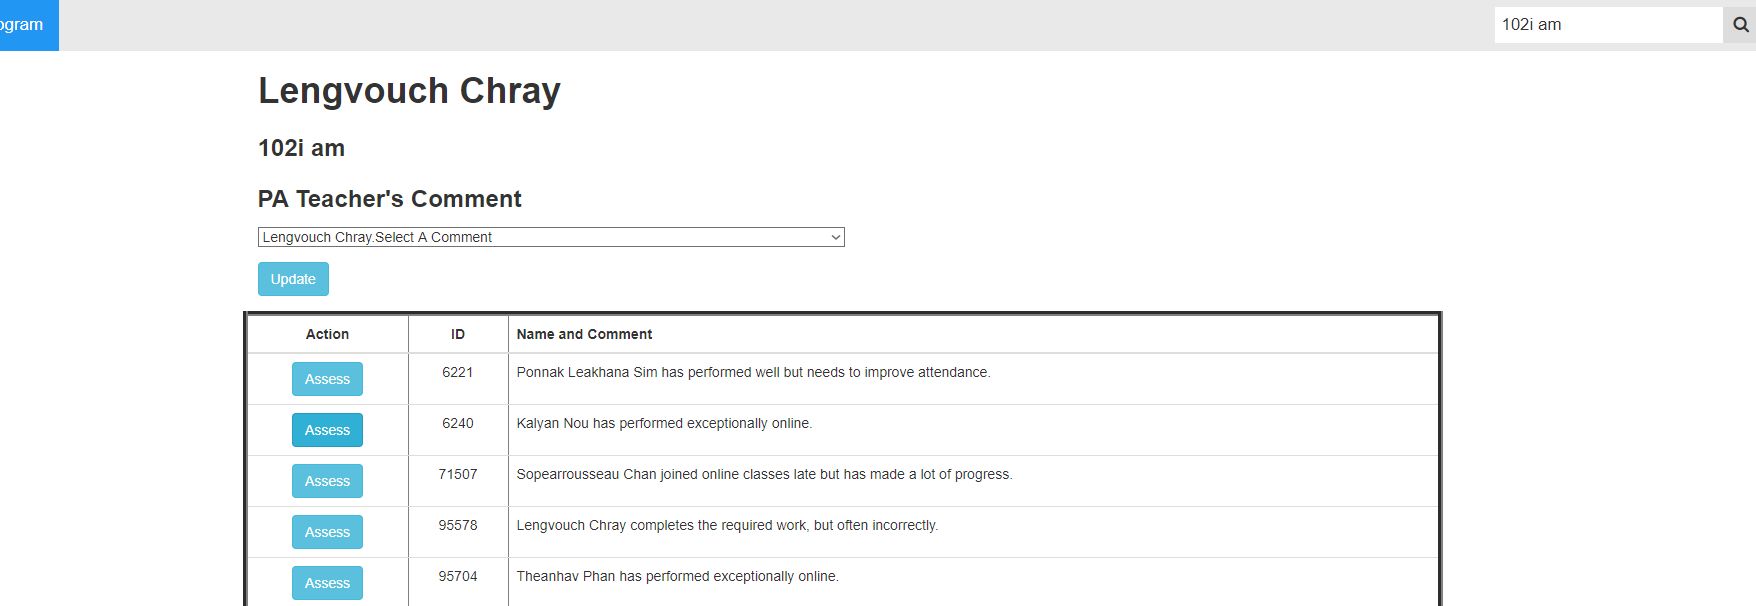 ogram
102i am
Lengvouch Chray
102i am
PA Teacher's Comment
Lengvouch Chray.Select A Comment
Update
Action ID Name and Comment
Assess 6221 Ponnak Leakhana Sim has performed well but needs to improve attendance.
Assess 6240 Kalyan Nou has performed exceptionally online.
Assess 71507 Sopearrousseau Chan joined online classes late but has made a lot of progress.
Assess 95578 Lengvouch Chray completes the required work, but often incorrectly.
Assess 95704 Theanhav Phan has performed exceptionally online.